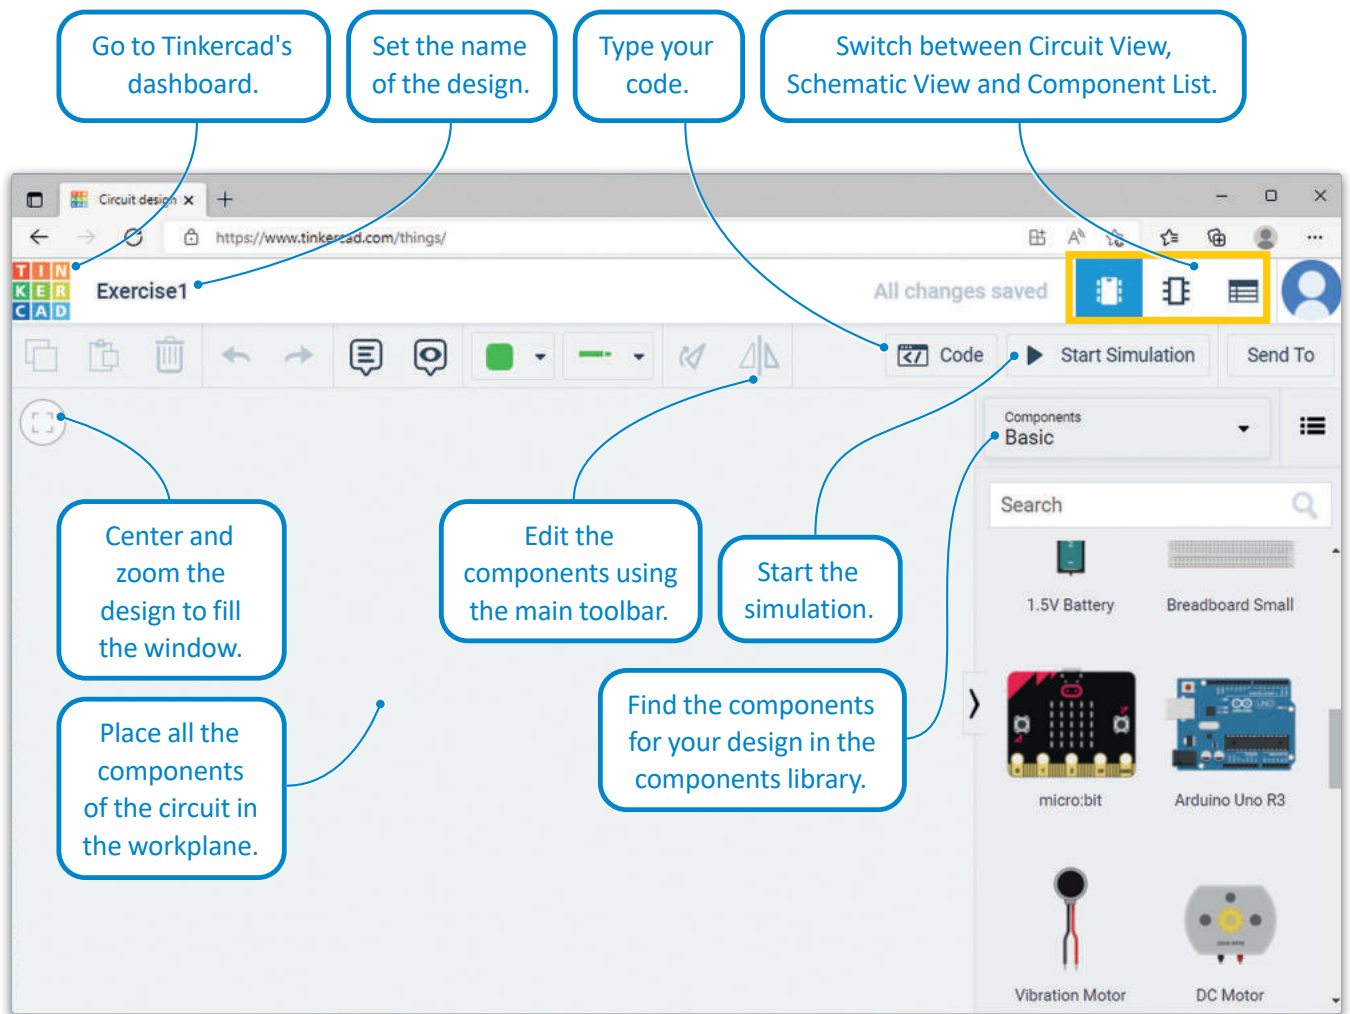 Go to Tinkercad's
dashboard.
Set the name
of the design.
Type your
code.
Switch between Circuit View,
Schematic View and Component List.
Circuit design
https://www.tinkercad.com/things/
TIN
KER
CAD
Exercise1
All changes saved
Code
Start Simulation
Send To
Components
Basic
Search
Center and
zoom the
design to fill
the window.
Edit the
components using
the main toolbar.
Start the
simulation.
1.5V Battery
Breadboard Small
Place all the
components
of the circuit in
the workplane.
Find the components
for your design in the
components library.
micro:bit
Arduino Uno R3
Vibration Motor
DC Motor